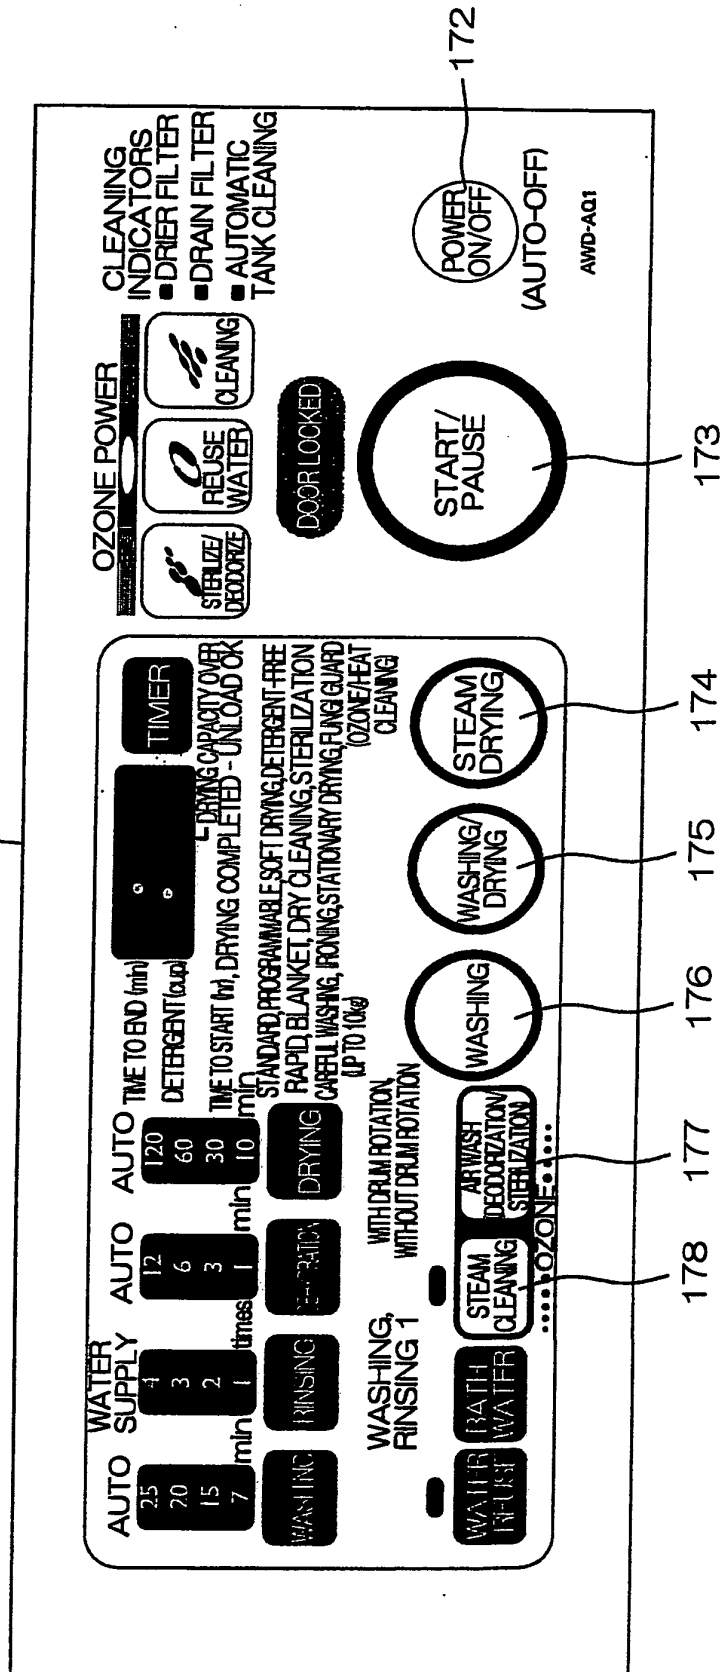 AUTO
25
20
15
7
min
WASHING
WATER
SUPPLY
4
3
2
1
times
RINSING
AUTO
12
6
3
1
min
AUTO
120
60
30
10
min
DRYING
TIME TO END (min)
DETERGENT (cup)
TIMER
DRYING CAPACITY OVER
TIME TO START (hr), DRYING COMPLETED - UNLOAD OK
STANDARD, PROGRAMMABLE, SOFT DRYING, DETERGENT-FREE
RAPID, BLANKET, DRY CLEANING, STERILIZATION
CAREFUL WASHING, IRONING, STATIONARY DRYING, FUNGI GUARD
(UP TO 10kg)
(OZONE/HEAT
CLEANING)
WASHING,
RINSING 1
WITH DRUM ROTATION,
WITHOUT DRUM ROTATION
WATER
REUSE
BATH
WATER
STEAM
CLEANING
AIR WASH
(DEODORIZATION/
STERILIZATION)
OZONE
WASHING
WASHING/
DRYING
STEAM
DRYING
OZONE POWER
STERILIZE/
DEODORIZE
REUSE
WATER
CLEANING
CLEANING
INDICATORS
■ DRIER FILTER
■ DRAIN FILTER
■ AUTOMATIC
TANK CLEANING
DOOR LOCKED
START/
PAUSE
POWER
ON/OFF
(AUTO-OFF)
AWD-AQ1
178
177
176
175
174
173
172